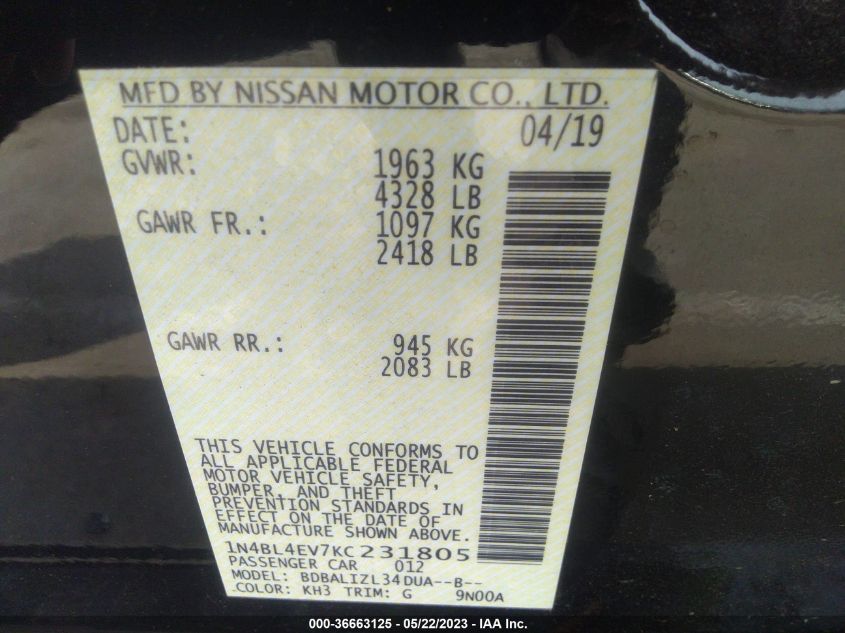 MFD BY NISSAN MOTOR CO., LTD.
DATE: 04/19
GVWR: 1963 KG
4328 LB
GAWR FR.: 1097 KG
2418 LB
GAWR RR.: 945 KG
2083 LB
THIS VEHICLE CONFORMS TO
ALL APPLICABLE FEDERAL
MOTOR VEHICLE SAFETY,
BUMPER, AND THEFT
PREVENTION STANDARDS IN
EFFECT ON THE DATE OF
MANUFACTURE SHOWN ABOVE.
1N4BL4EV7KC231805
PASSENGER CAR 012
MODEL: BDBALIZL34DUA--B--
COLOR: KH3 TRIM: G 9N00A
000-36663125 - 05/22/2023 - IAA Inc.